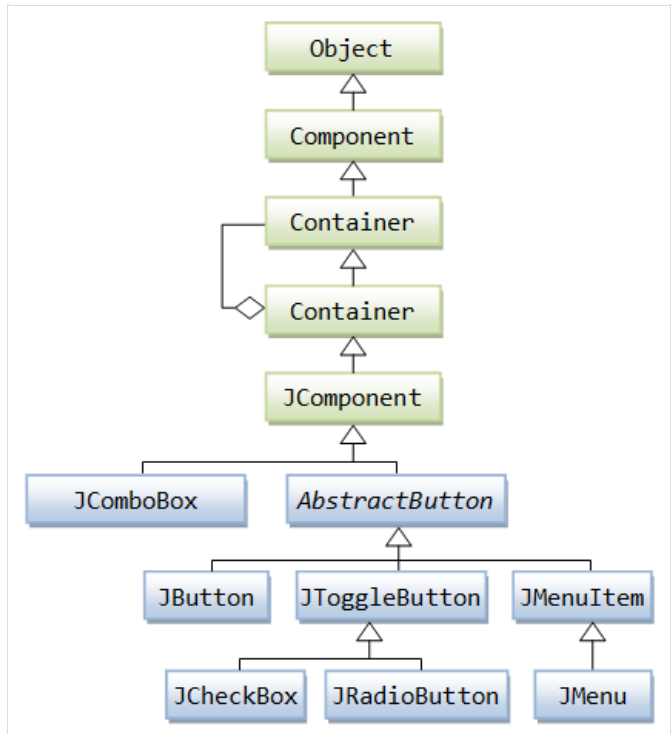 Object
Component
Container
Container
JComponent
JComboBox
AbstractButton
JButton
JToggleButton
JMenuItem
JCheckBox
JRadioButton
JMenu